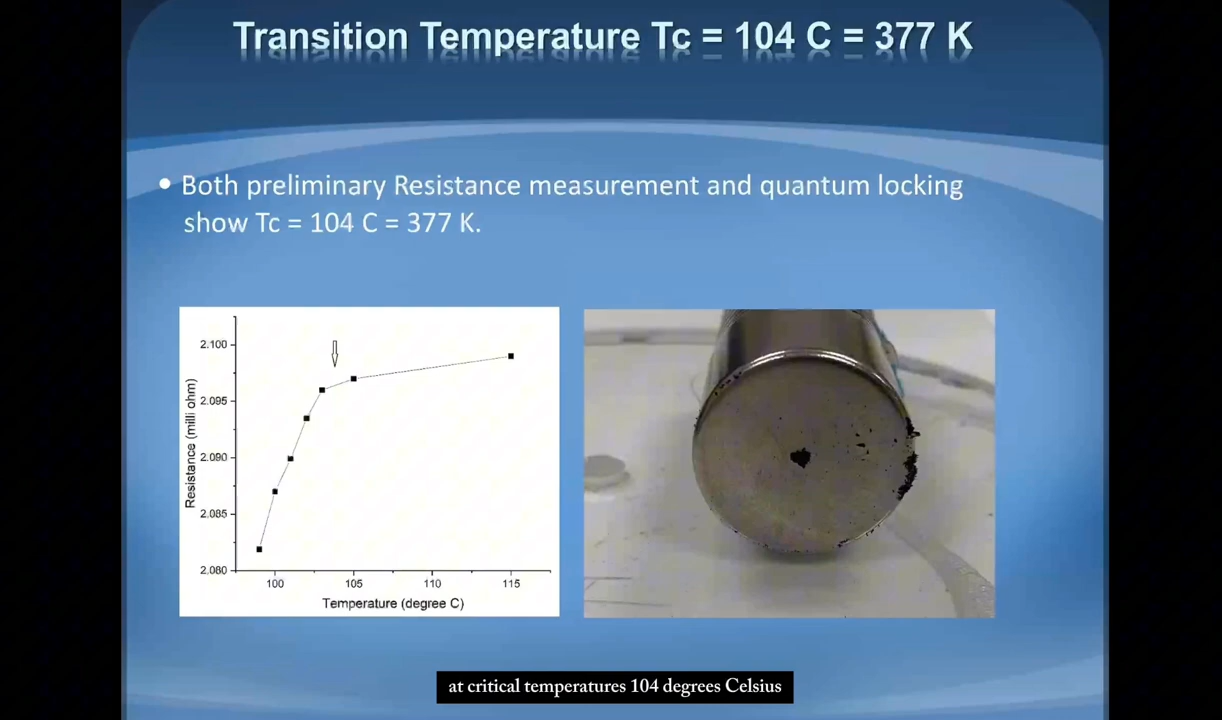 Transition Temperature Tc = 104 C = 377 K
• Both preliminary Resistance measurement and quantum locking
show Tc = 104 C = 377 K.
2.100
2.095
2.090
2.085
2.080
Resistance (milli ohm)
100 105 110 115
Temperature (degree C)
at critical temperatures 104 degrees Celsius